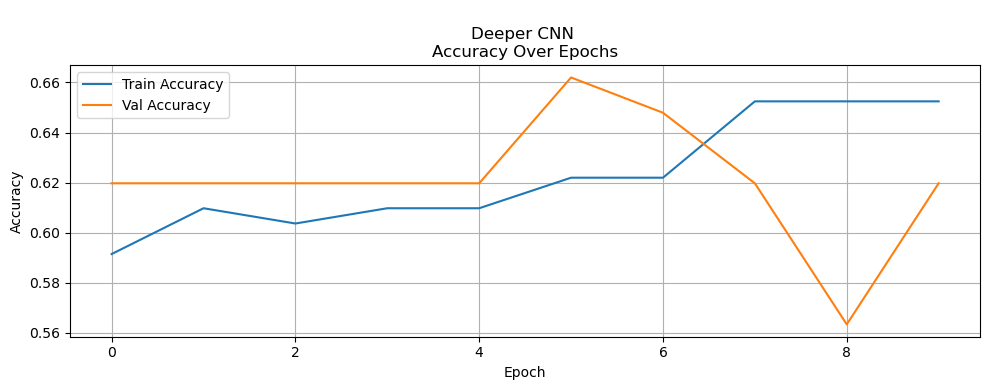 Deeper CNN
Accuracy Over Epochs
Train Accuracy
Val Accuracy
Accuracy
0.66
0.64
0.62
0.60
0.58
0.56
0
2
4
6
8
Epoch